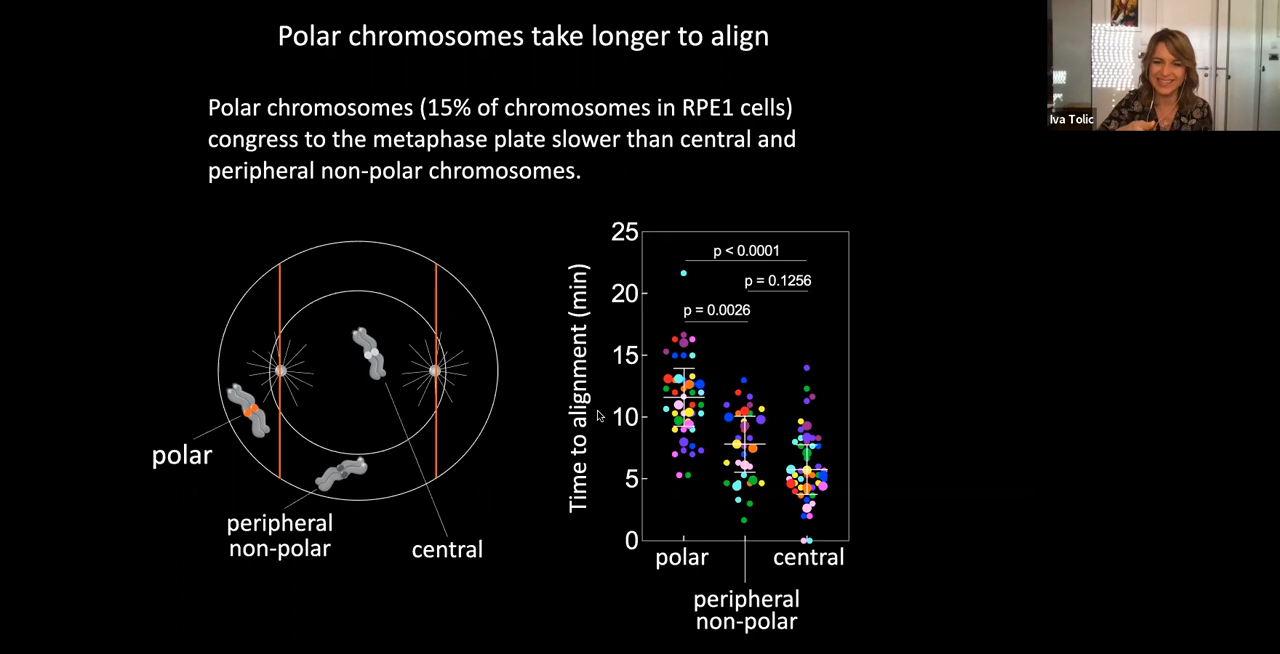 Polar chromosomes take longer to align
Iva Tolic
Polar chromosomes (15% of chromosomes in RPE1 cells)
congress to the metaphase plate slower than central and
peripheral non-polar chromosomes.
polar
peripheral
non-polar
central
Time to alignment (min)
25
20
15
10
5
0
p < 0.0001
p = 0.1256
p = 0.0026
polar
central
peripheral
non-polar